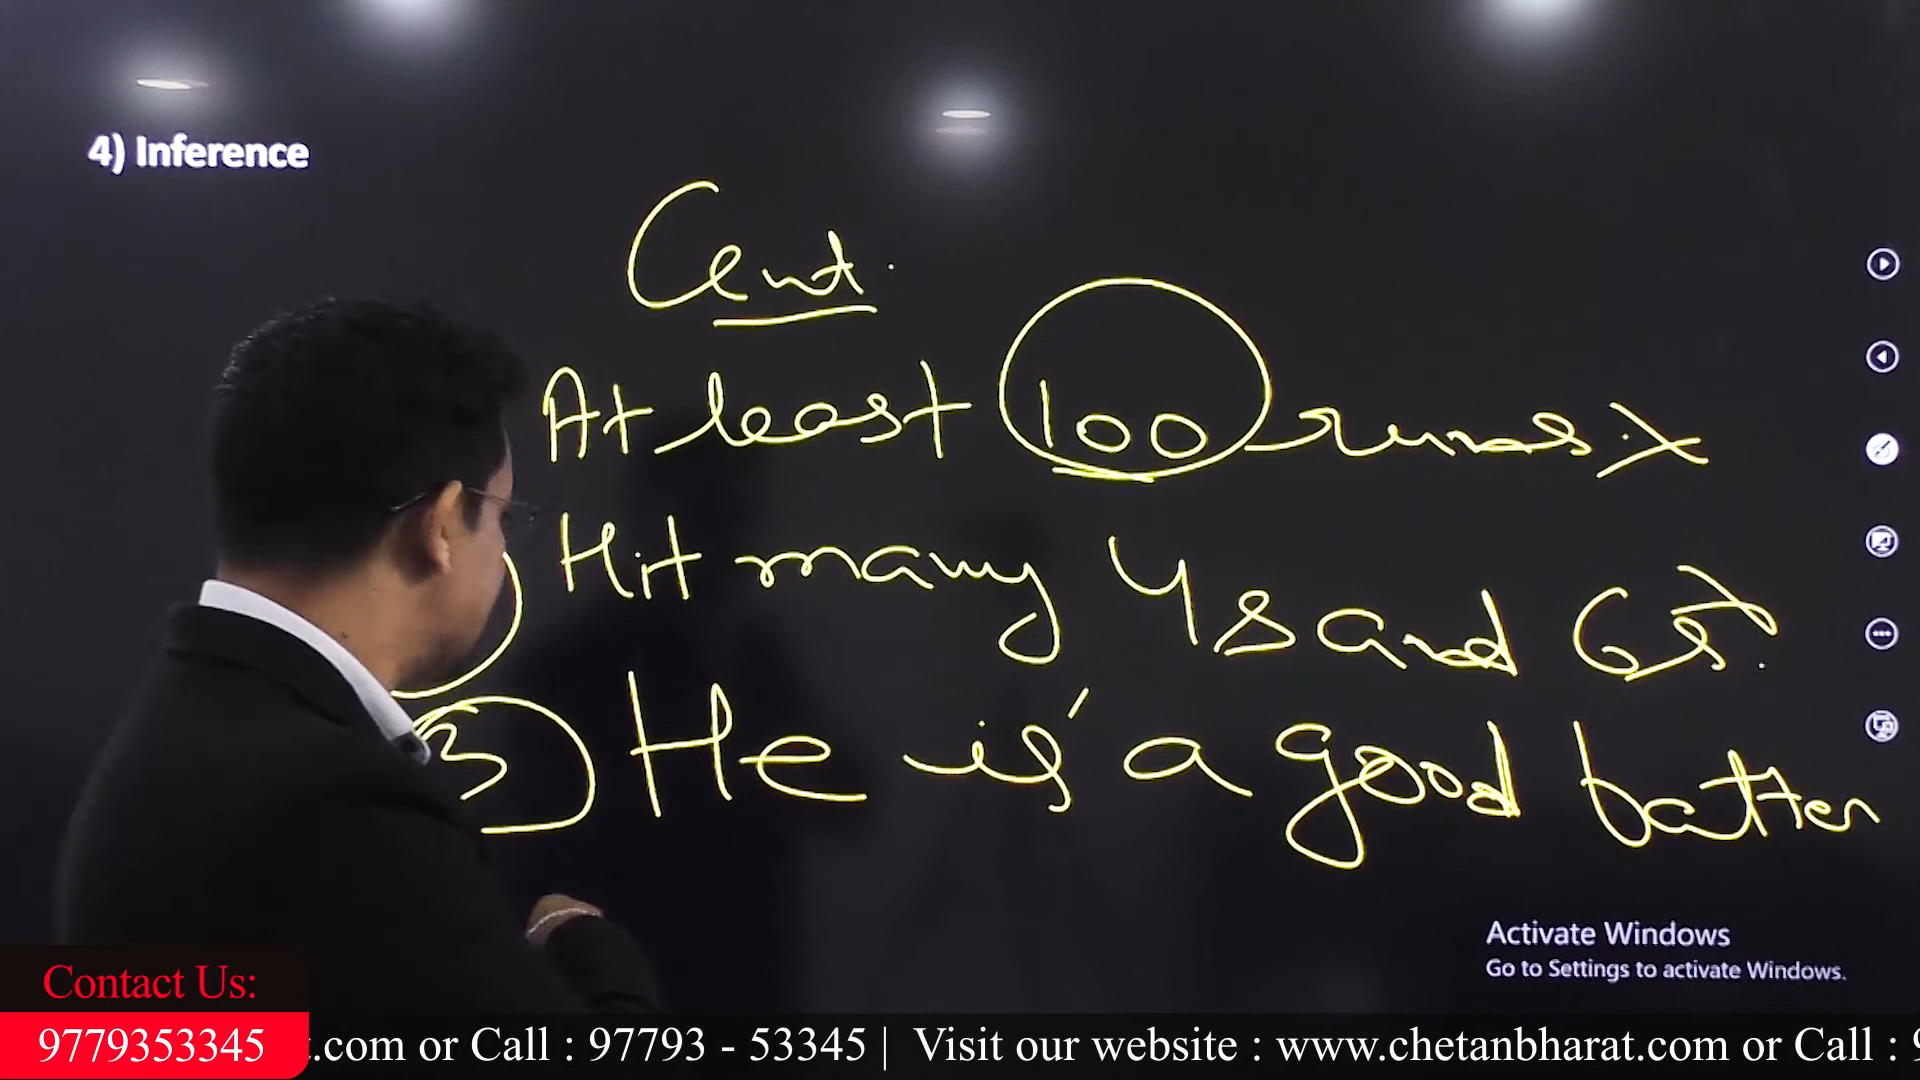 4) Inference
Cent.
At least 100 runs X
Hit many 4s and 6s
3 He is a good batter
Activate Windows
Go to Settings to activate Windows.
Contact Us:
9779353345
t.com or Call : 97793 - 53345 | Visit our website : www.chetanbharat.com or Call : 9